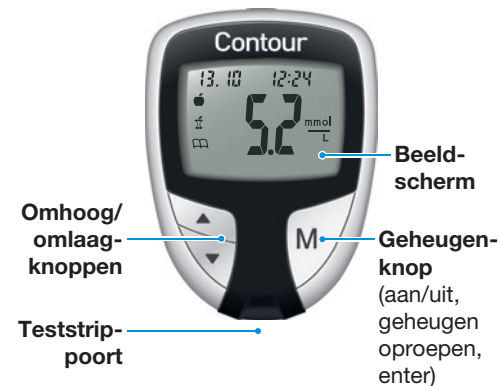 Contour
13. 10 12:24
5.2 mmol
L
Beeld-
scherm
Omhoog/
omlaag-
knoppen
M
Geheugen-
knop
(aan/uit,
geheugen
oproepen,
enter)
Teststrip-
poort